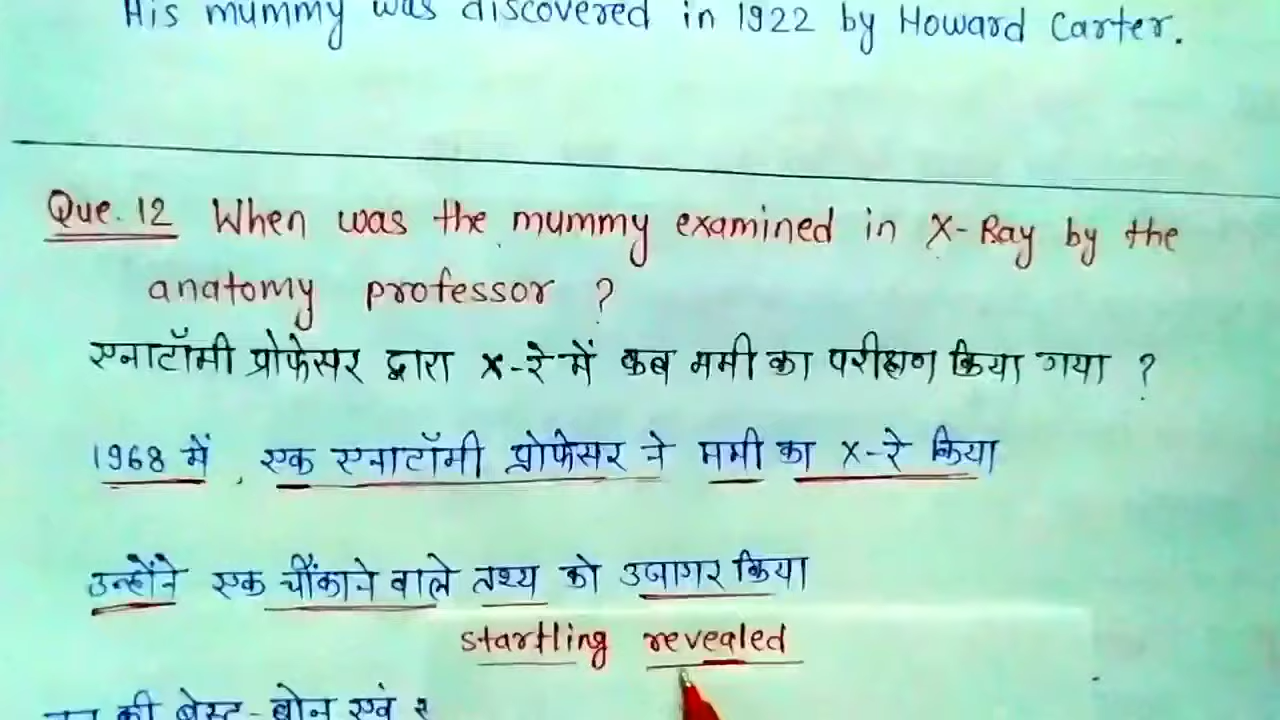 His mummy was discovered in 1922 by Howard Carter.
Que. 12 When was the mummy examined in X-Ray by the
anatomy professor ?
एनाटॉमी प्रोफेसर द्वारा X-रे में कब ममी का परीक्षण किया गया ?
1968 में , एक एनाटॉमी प्रोफेसर ने ममी का X-रे किया
उन्होंने एक चौंकाने वाले तथ्य को उजागर किया
startling revealed
की ब्रेस्ट-बोन एवं